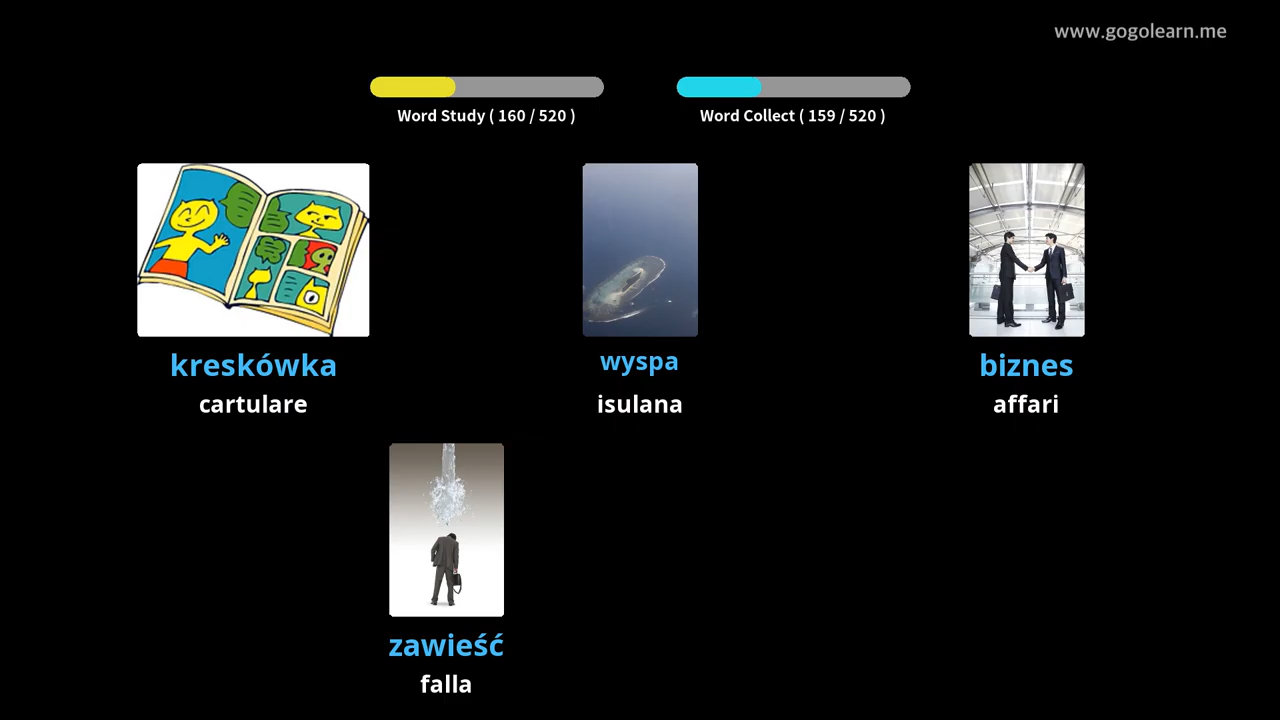 www.gogolearn.me
Word Study ( 160 / 520 )
Word Collect ( 159 / 520 )
kreskówka
cartulare
wyspa
isulana
biznes
affari
zawieść
falla